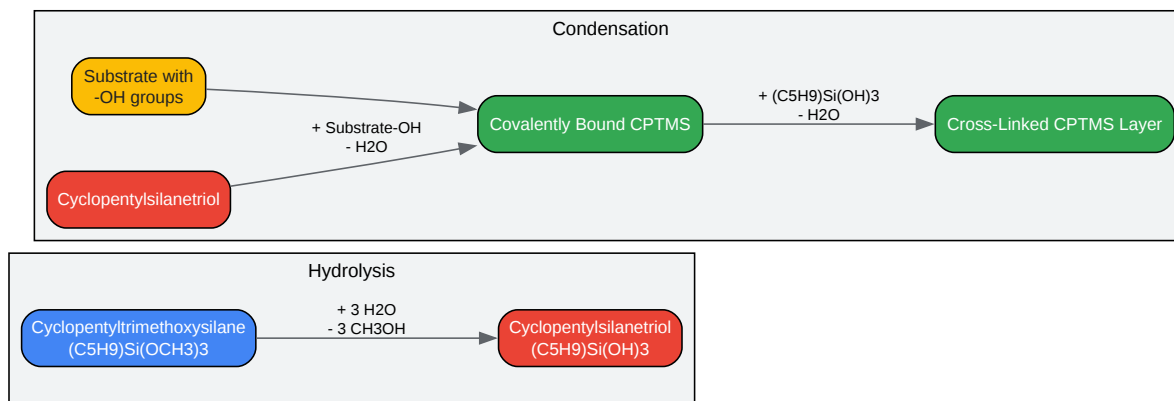 Condensation
Substrate with
-OH groups
+ Substrate-OH
- H2O
Cyclopentylsilanetriol
Covalently Bound CPTMS
+ (C5H9)Si(OH)3
- H2O
Cross-Linked CPTMS Layer
Hydrolysis
Cyclopentyltrimethoxysilane
(C5H9)Si(OCH3)3
+ 3 H2O
- 3 CH3OH
Cyclopentylsilanetriol
(C5H9)Si(OH)3